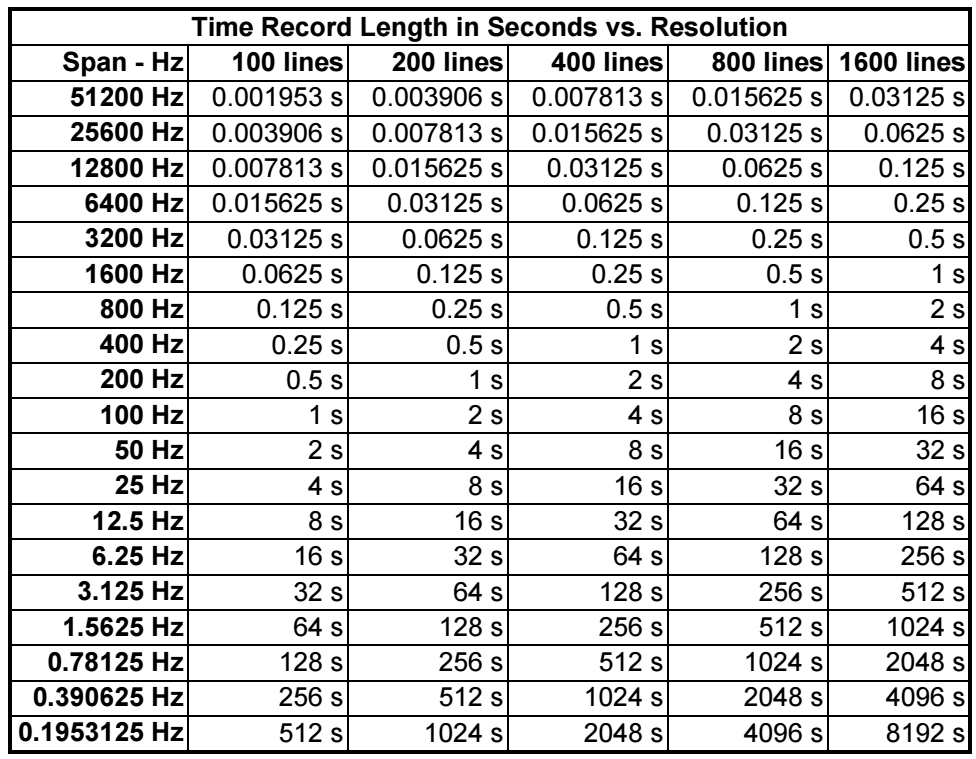 Time Record Length in Seconds vs. Resolution
Span - Hz 100 lines 200 lines 400 lines 800 lines 1600 lines
51200 Hz 0.001953 s 0.003906 s 0.007813 s 0.015625 s 0.03125 s
25600 Hz 0.003906 s 0.007813 s 0.015625 s 0.03125 s 0.0625 s
12800 Hz 0.007813 s 0.015625 s 0.03125 s 0.0625 s 0.125 s
6400 Hz 0.015625 s 0.03125 s 0.0625 s 0.125 s 0.25 s
3200 Hz 0.03125 s 0.0625 s 0.125 s 0.25 s 0.5 s
1600 Hz 0.0625 s 0.125 s 0.25 s 0.5 s 1 s
800 Hz 0.125 s 0.25 s 0.5 s 1 s 2 s
400 Hz 0.25 s 0.5 s 1 s 2 s 4 s
200 Hz 0.5 s 1 s 2 s 4 s 8 s
100 Hz 1 s 2 s 4 s 8 s 16 s
50 Hz 2 s 4 s 8 s 16 s 32 s
25 Hz 4 s 8 s 16 s 32 s 64 s
12.5 Hz 8 s 16 s 32 s 64 s 128 s
6.25 Hz 16 s 32 s 64 s 128 s 256 s
3.125 Hz 32 s 64 s 128 s 256 s 512 s
1.5625 Hz 64 s 128 s 256 s 512 s 1024 s
0.78125 Hz 128 s 256 s 512 s 1024 s 2048 s
0.390625 Hz 256 s 512 s 1024 s 2048 s 4096 s
0.1953125 Hz 512 s 1024 s 2048 s 4096 s 8192 s